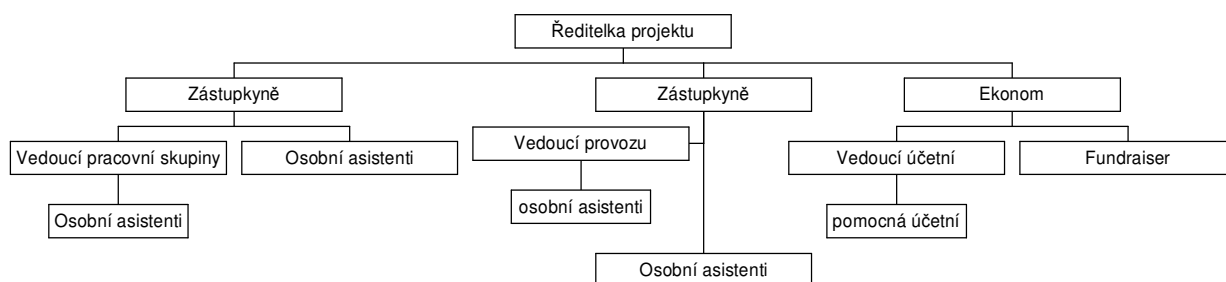 Ředitelka projektu
Zástupkyně
Zástupkyně
Ekonom
Vedoucí pracovní skupiny
Osobní asistenti
Vedoucí provozu
Vedoucí účetní
Fundraiser
Osobní asistenti
osobní asistenti
pomocná účetní
Osobní asistenti